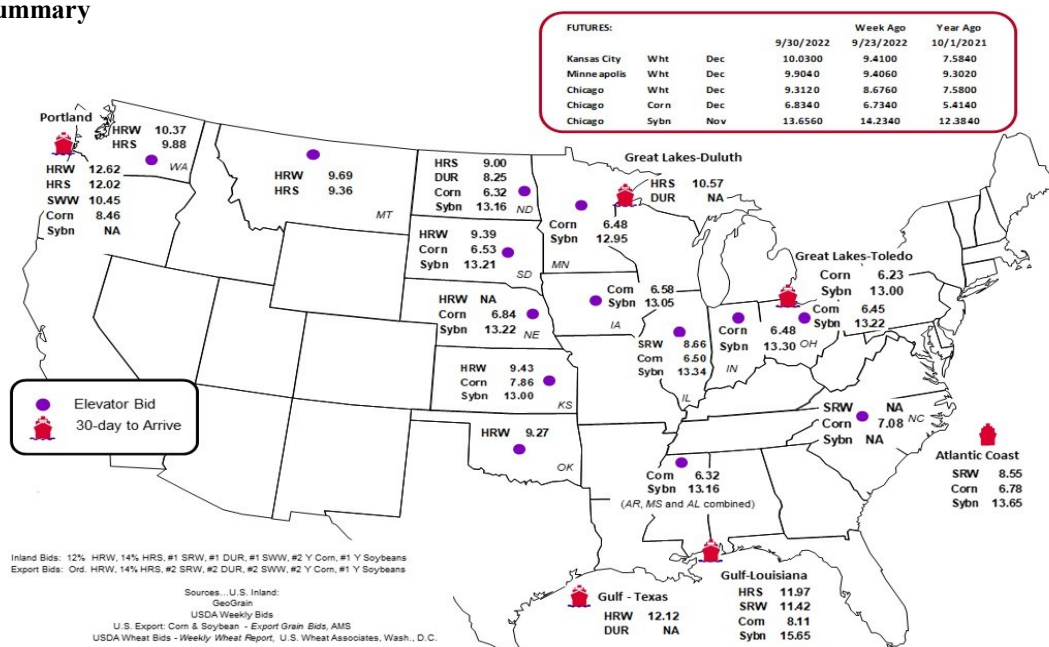 ummary
FUTURES: Week Ago Year Ago
9/30/2022 9/23/2022 10/1/2021
Kansas City Wht Dec 10.0300 9.4100 7.5840
Minneapolis Wht Dec 9.9040 9.4060 9.3020
Chicago Wht Dec 9.3120 8.6760 7.5800
Chicago Corn Dec 6.8340 6.7340 5.4140
Chicago Sybn Nov 13.6560 14.2340 12.3840
Portland
HRW 12.62
HRS 12.02
SWW 10.45
Corn 8.46
Sybn NA
HRW 10.37
HRS 9.88
WA
HRW 9.69
HRS 9.36
MT
HRS 9.00
DUR 8.25
Corn 6.32
Sybn 13.16
ND
HRW 9.39
Corn 6.53
Sybn 13.21
SD
HRW NA
Corn 6.84
Sybn 13.22
NE
HRW 9.43
Corn 7.86
Sybn 13.00
KS
HRW 9.27
OK
Great Lakes-Duluth
HRS 10.57
DUR NA
Corn 6.48
Sybn 12.95
MN
Corn 6.58
Sybn 13.05
IA
SRW 8.66
Corn 6.50
Sybn 13.34
IL
Great Lakes-Toledo
Corn 6.23
Sybn 13.00
Corn 6.45
Sybn 13.22
OH
Corn 6.48
Sybn 13.30
IN
SRW NA
Corn 7.08
Sybn NA
NC
Corn 6.32
Sybn 13.16
(AR, MS and AL combined)
Atlantic Coast
SRW 8.55
Corn 6.78
Sybn 13.65
Gulf-Louisiana
HRS 11.97
SRW 11.42
Corn 8.11
Sybn 15.65
Gulf - Texas
HRW 12.12
DUR NA
Elevator Bid
30-day to Arrive
Inland Bids: 12% HRW, 14% HRS, #1 SRW, #1 DUR, #1 SWW, #2 Y Corn, #1 Y Soybeans
Export Bids: Ord. HRW, 14% HRS, #2 SRW, #2 DUR, #2 SWW, #2 Y Corn, #1 Y Soybeans
Sources...U.S. Inland:
GeoGrain
USDA Weekly Bids
U.S. Export: Corn & Soybean - Export Grain Bids, AMS
USDA Wheat Bids - Weekly Wheat Report, U.S. Wheat Associates, Wash., D.C.